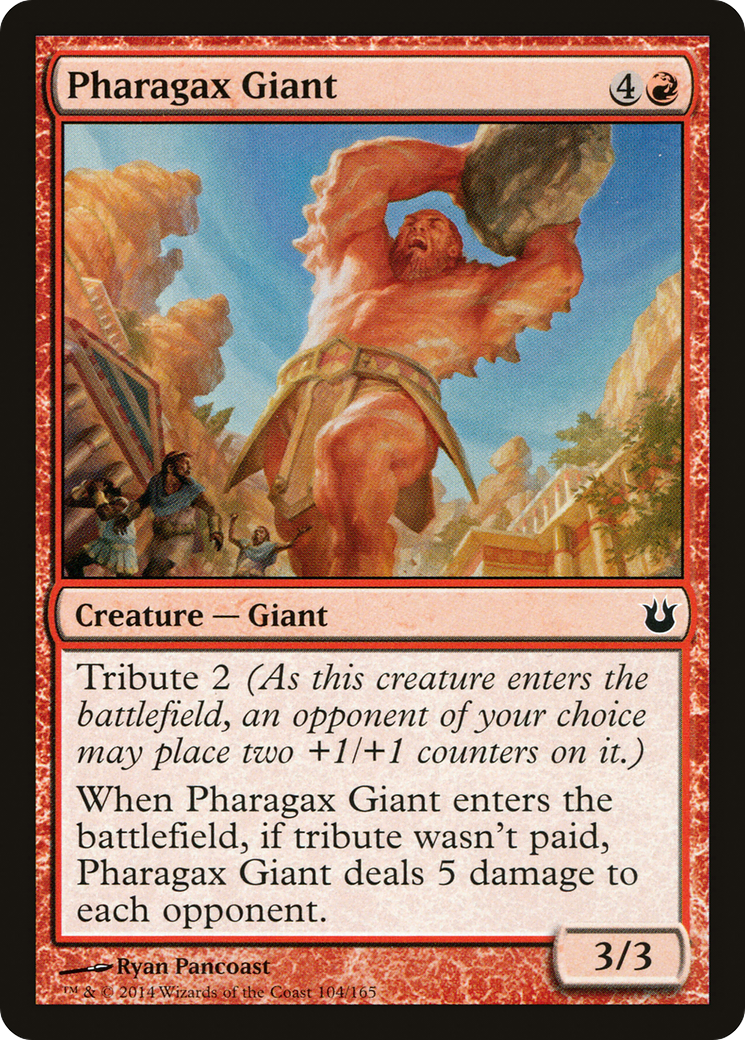 Pharagax Giant 4
Creature — Giant
Tribute 2 (As this creature enters the
battlefield, an opponent of your choice
may place two +1/+1 counters on it.)
When Pharagax Giant enters the
battlefield, if tribute wasn't paid,
Pharagax Giant deals 5 damage to
each opponent.
3/3
Ryan Pancoast
™ & © 2014 Wizards of the Coast 104/165